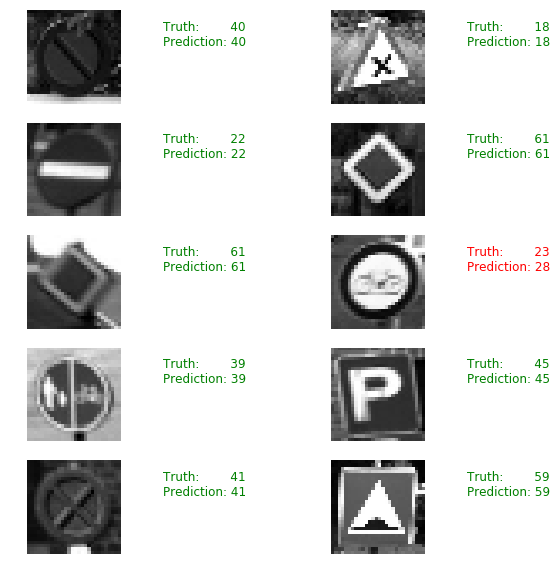 Truth: 40
Prediction: 40
Truth: 18
Prediction: 18
Truth: 22
Prediction: 22
Truth: 61
Prediction: 61
Truth: 61
Prediction: 61
Truth: 23
Prediction: 28
Truth: 39
Prediction: 39
P
Truth: 45
Prediction: 45
Truth: 41
Prediction: 41
Truth: 59
Prediction: 59